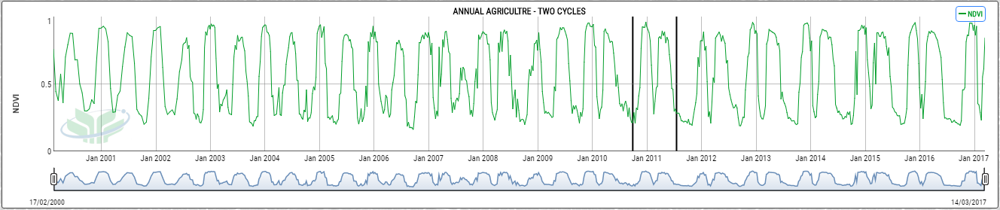 ANNUAL AGRICULTRE - TWO CYCLES
NDVI
1
0.5
0
NDVI
Jan 2001 Jan 2002 Jan 2003 Jan 2004 Jan 2005 Jan 2006 Jan 2007 Jan 2008 Jan 2009 Jan 2010 Jan 2011 Jan 2012 Jan 2013 Jan 2014 Jan 2015 Jan 2016 Jan 2017
17/02/2000 14/03/2017